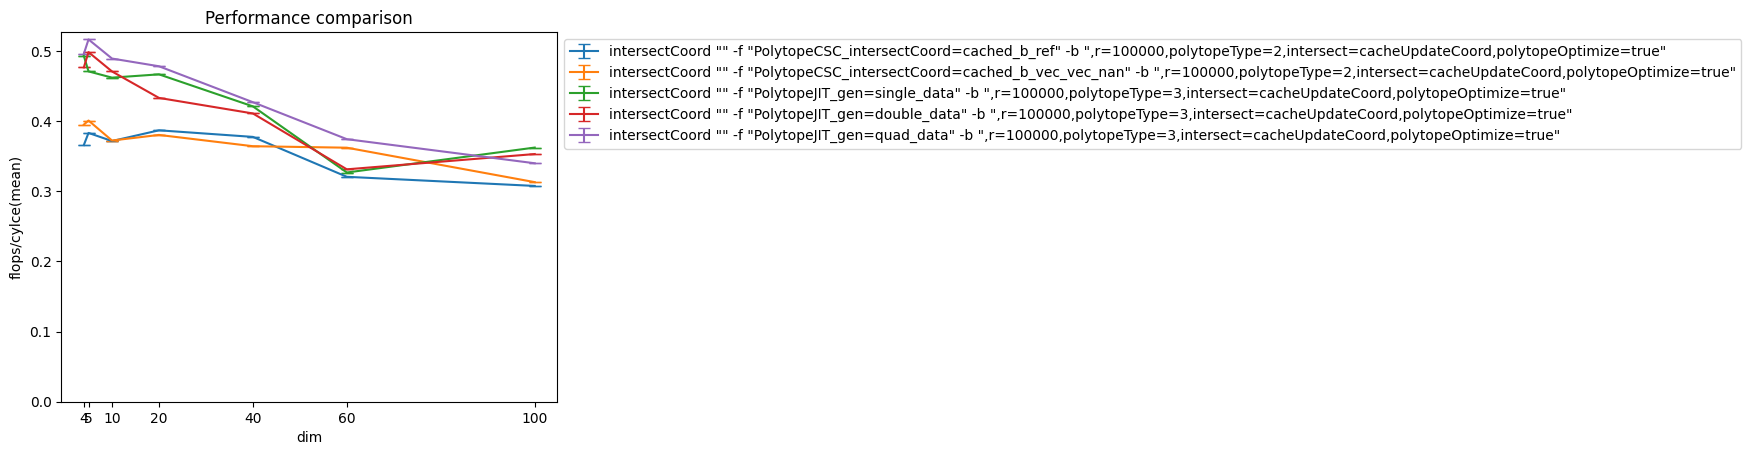 Performance comparison
intersectCoord "" -f "PolytopeCSC_intersectCoord=cached_b_ref" -b ",r=100000,polytopeType=2,intersect=cacheUpdateCoord,polytopeOptimize=true"
intersectCoord "" -f "PolytopeCSC_intersectCoord=cached_b_vec_vec_nan" -b ",r=100000,polytopeType=2,intersect=cacheUpdateCoord,polytopeOptimize=true"
intersectCoord "" -f "PolytopeJIT_gen=single_data" -b ",r=100000,polytopeType=3,intersect=cacheUpdateCoord,polytopeOptimize=true"
intersectCoord "" -f "PolytopeJIT_gen=double_data" -b ",r=100000,polytopeType=3,intersect=cacheUpdateCoord,polytopeOptimize=true"
intersectCoord "" -f "PolytopeJIT_gen=quad_data" -b ",r=100000,polytopeType=3,intersect=cacheUpdateCoord,polytopeOptimize=true"
flops/cylce(mean)
0.5
0.4
0.3
0.2
0.1
0.0
4 5 10 20 40 60 100
dim